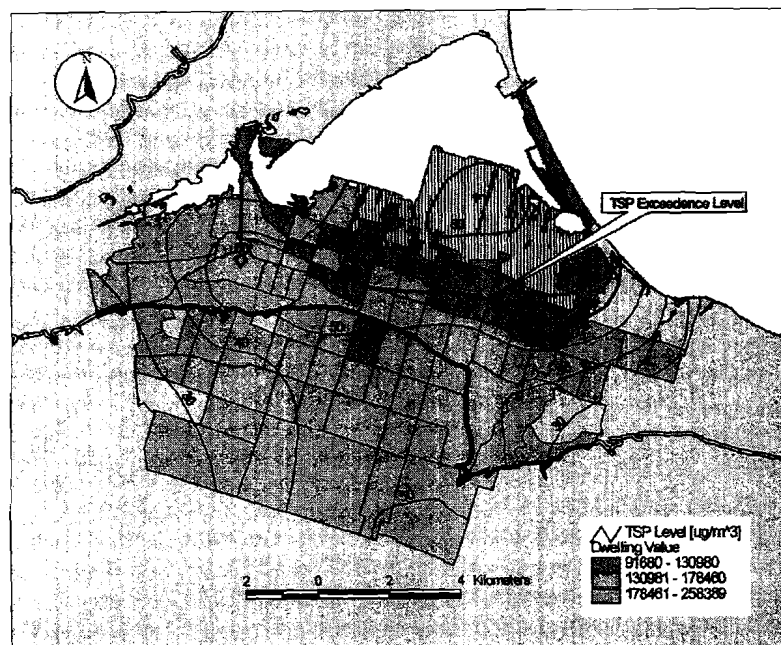 N
TSP Exceedence Level
TSP Level [ug/m^3]
Dwelling Value
91680 - 130980
130981 - 178460
178461 - 258389
2 0 2 4 Kilometers